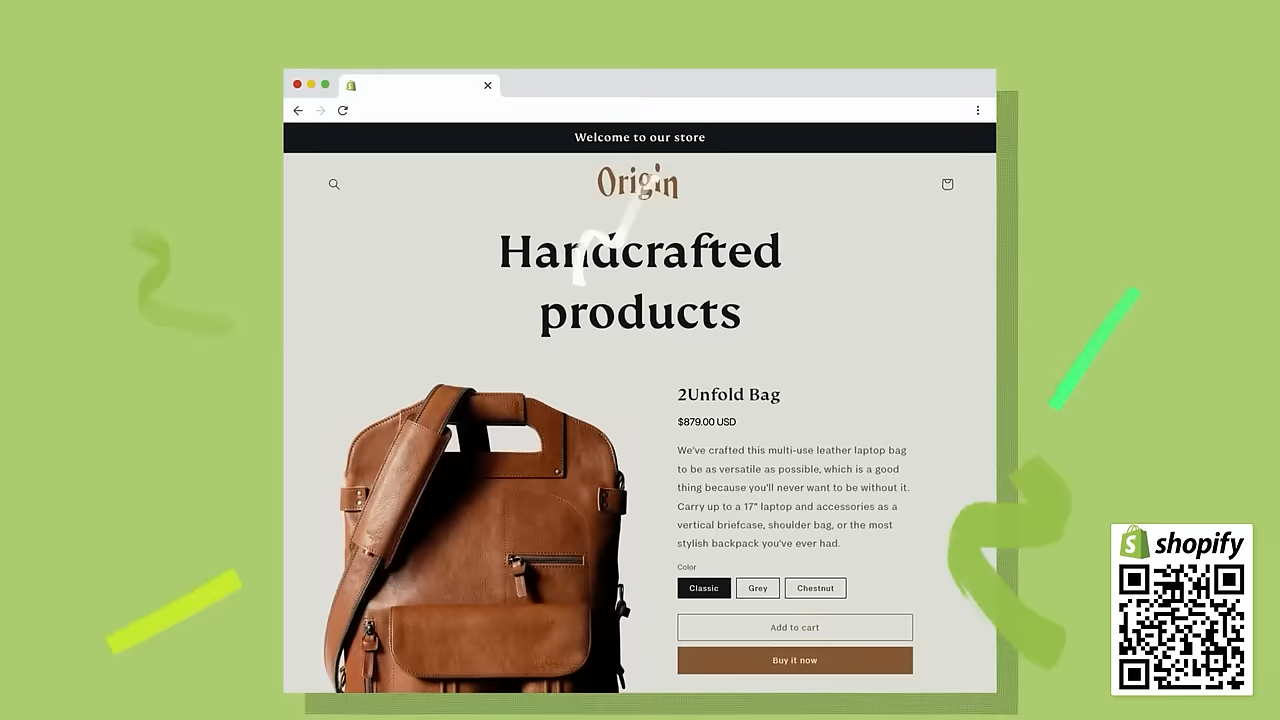 Welcome to our store
Origin
Handcrafted
products
2Unfold Bag
$879.00 USD
We've crafted this multi-use leather laptop bag
to be as versatile as possible, which is a good
thing because you'll never want to be without it.
Carry up to a 17" laptop and accessories as a
vertical briefcase, shoulder bag, or the most
stylish backpack you've ever had.
Color
Classic Grey Chestnut
Add to cart
Buy it now
shopify